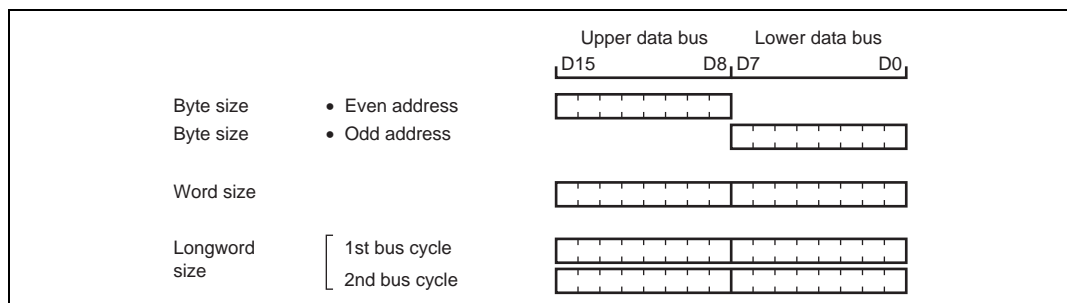 Upper data bus Lower data bus
D15 D8 D7 D0
Byte size • Even address
Byte size • Odd address
Word size
Longword size
1st bus cycle
2nd bus cycle